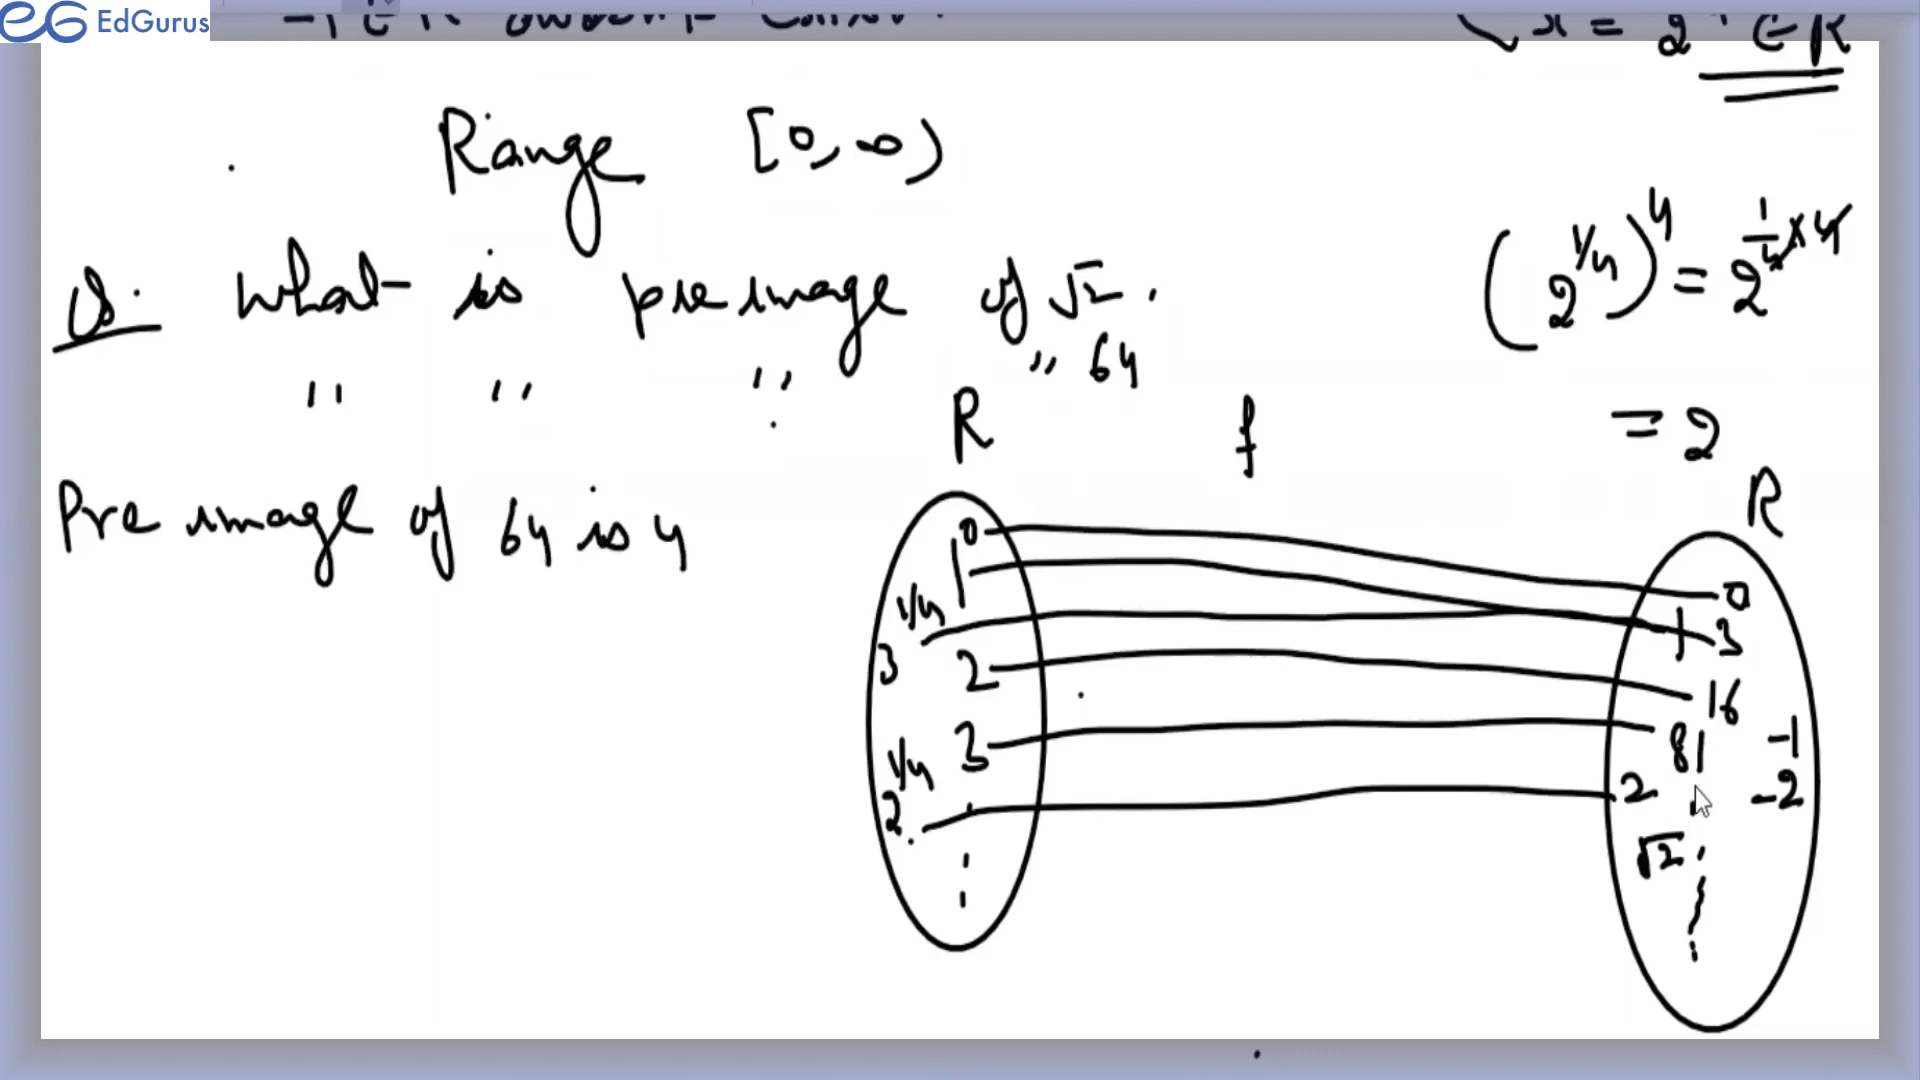 EdGurus
Range [0, ∞)
Q. What is pre image of √2.
" " " " 64
(2^{1/4})^4 = 2^{1/4 × 4}
= 2
R f R
Pre image of 64 is 4
0 0
1 1 3
3^{1/4}
2 16
3 81 -1
2^{1/4} 2 -2
√2